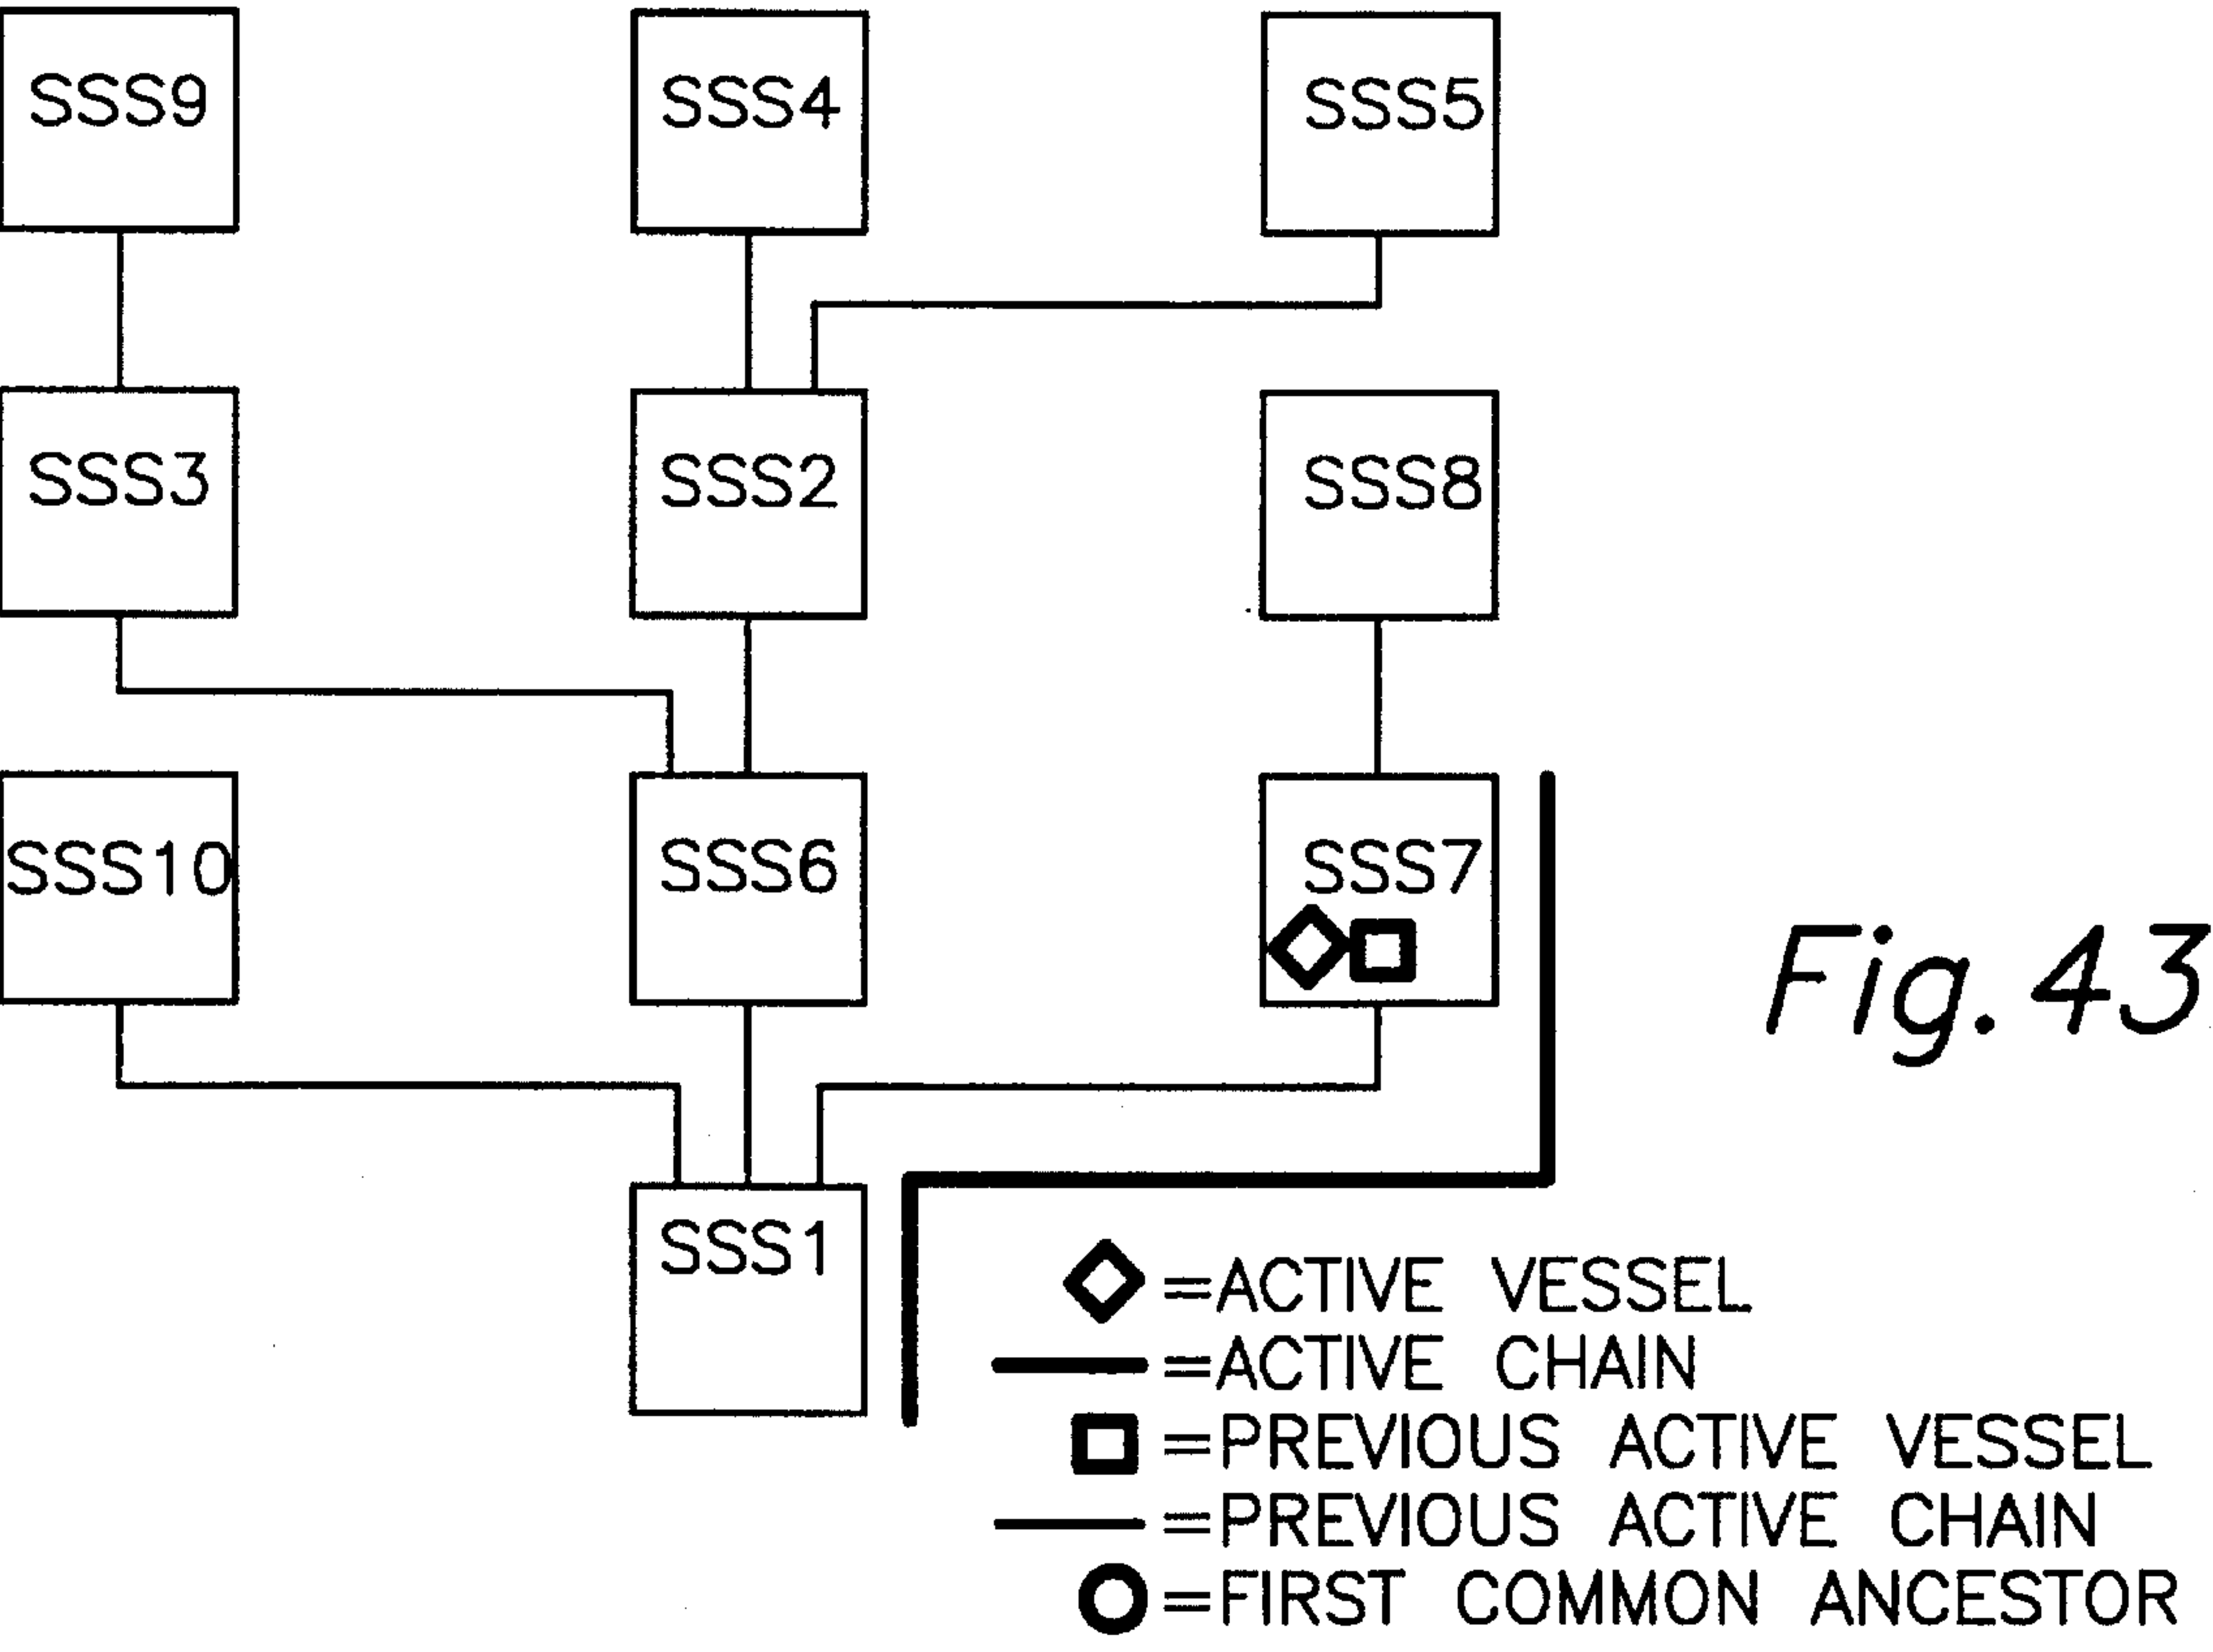 SSS9
SSS4
SSS5
SSS3
SSS2
SSS8
SSS10
SSS6
SSS7
Fig. 43
SSS1
=ACTIVE VESSEL
=ACTIVE CHAIN
=PREVIOUS ACTIVE VESSEL
=PREVIOUS ACTIVE CHAIN
=FIRST COMMON ANCESTOR